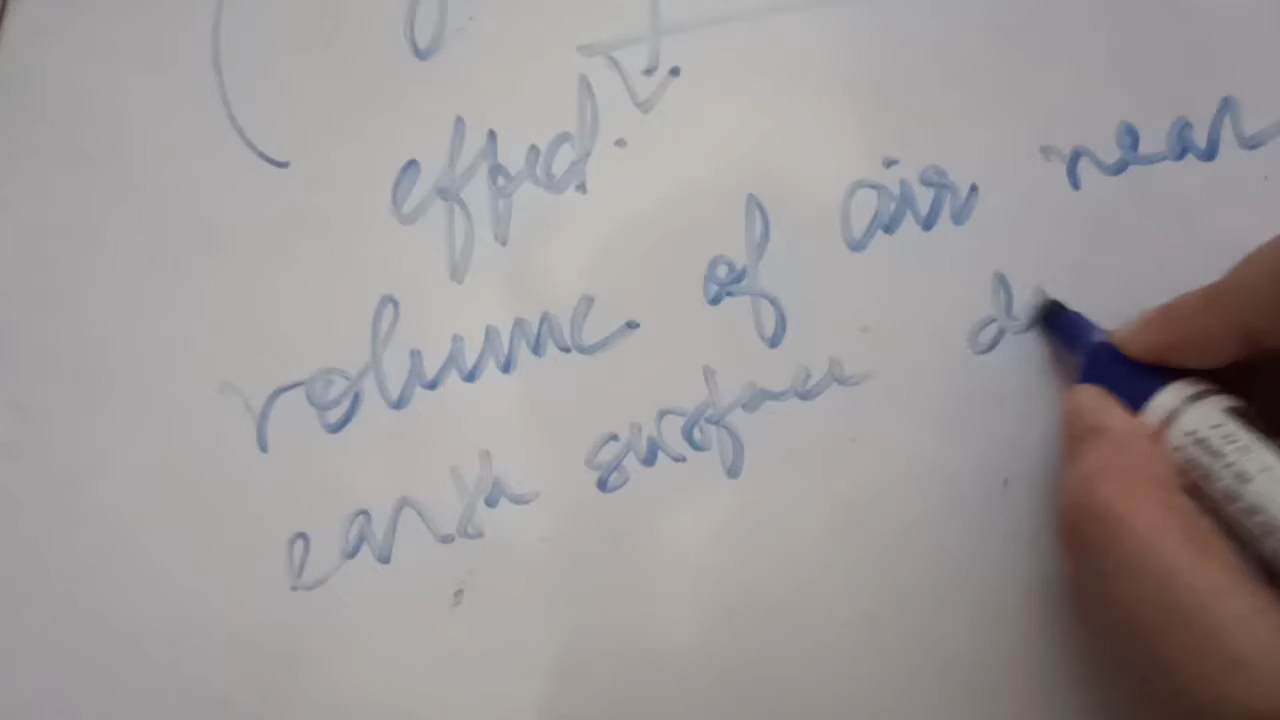 effect.
volume of air near
earth surface d